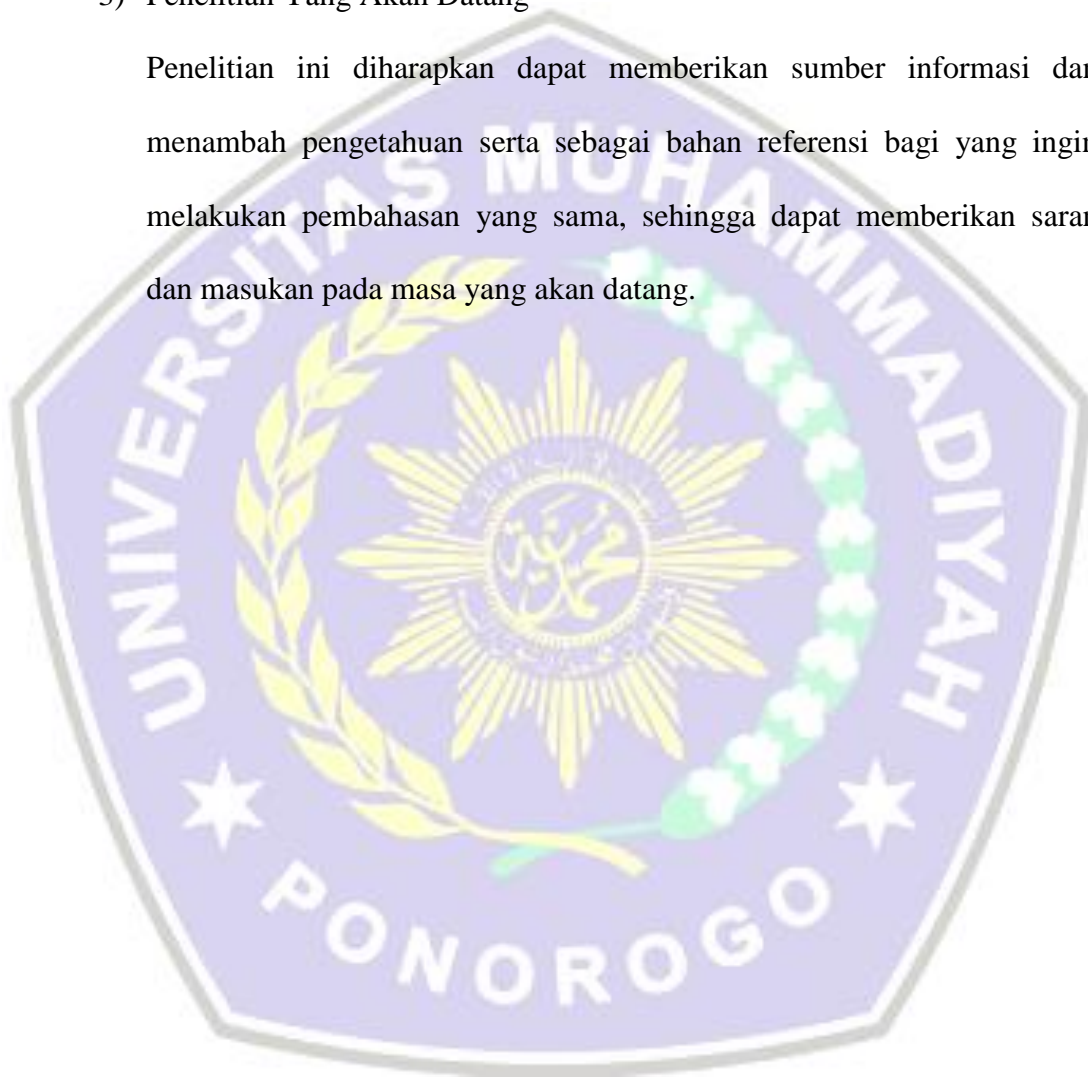 3) Penelitian Yang Akan Datang
Penelitian ini diharapkan dapat memberikan sumber informasi dan
menambah pengetahuan serta sebagai bahan referensi bagi yang ingin
melakukan pembahasan yang sama, sehingga dapat memberikan saran
dan masukan pada masa yang akan datang.
UNIVERSITAS MUHAMMADIYAH
محمدية
PONOROGO